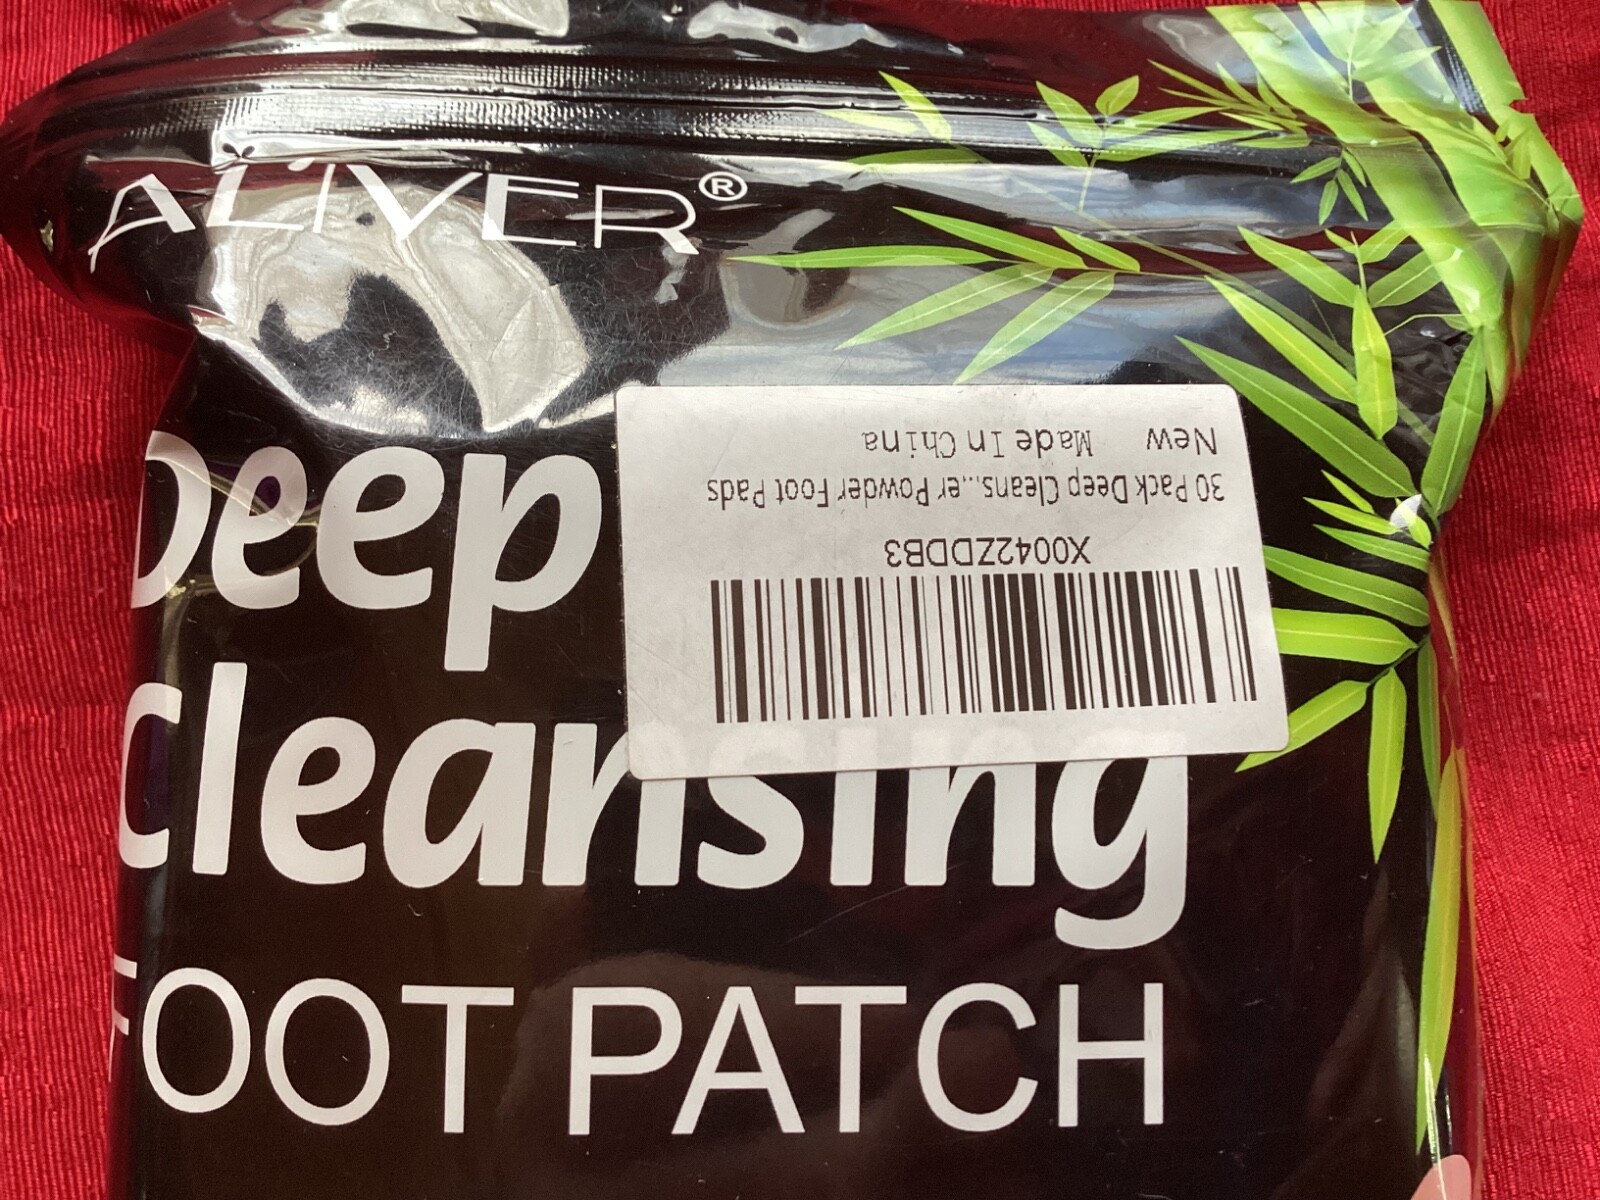 ALIVER®
Deep
Cleansing
FOOT PATCH
X0042ZDDB3
30 Pack Deep Cleans...er Powder Foot Pads
New Made In China